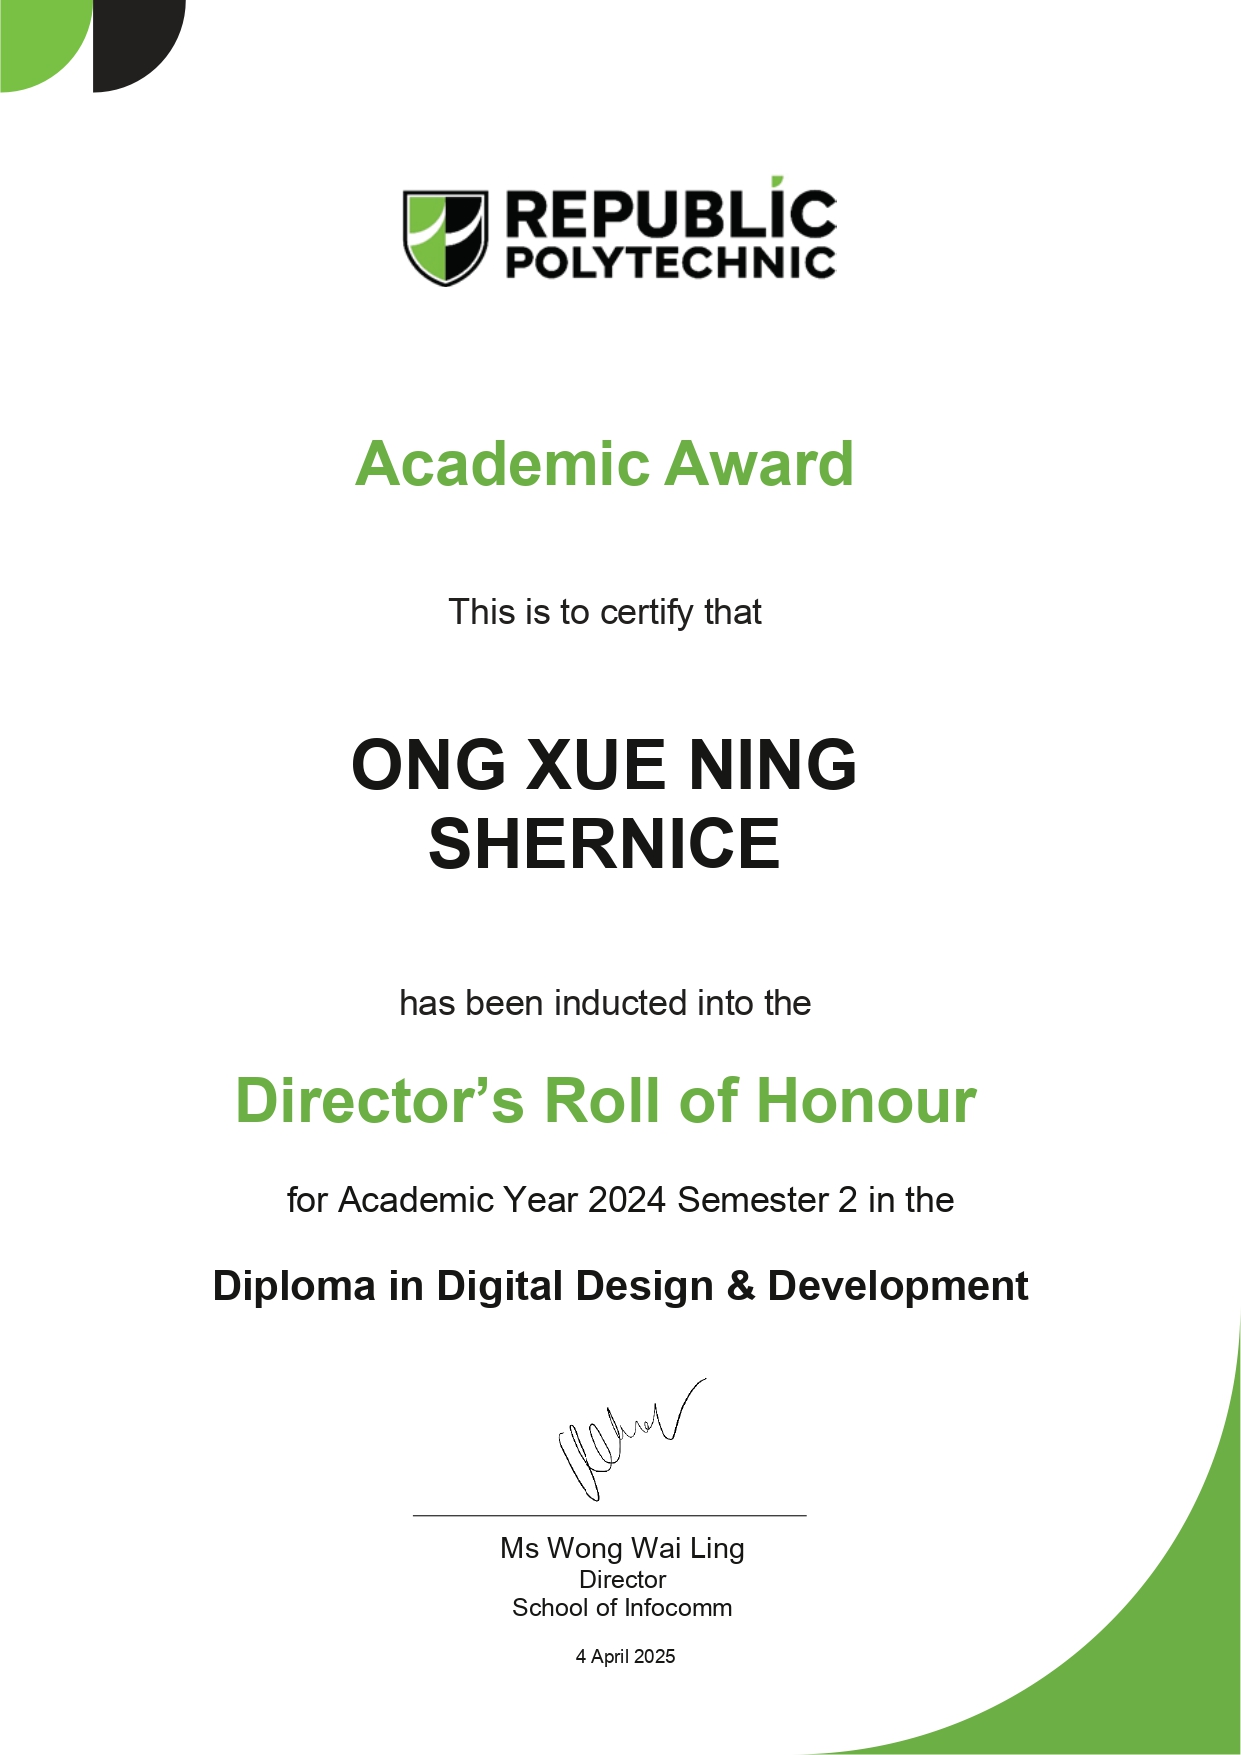 REPUBLIC
POLYTECHNIC
Academic Award
This is to certify that
ONG XUE NING
SHERNICE
has been inducted into the
Director’s Roll of Honour
for Academic Year 2024 Semester 2 in the
Diploma in Digital Design & Development
Ms Wong Wai Ling
Director
School of Infocomm
4 April 2025